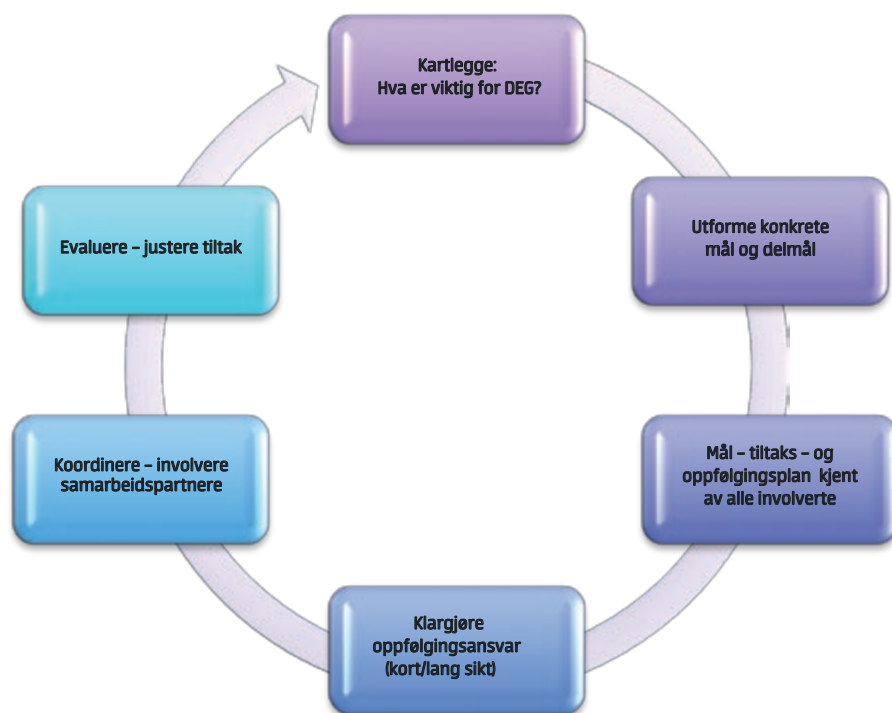 Kartlegge:
Hva er viktig for DEG?
Utforme konkrete
mål og delmål
Mål – tiltaks – og
oppfølgingsplan kjent
av alle involverte
Klargjøre
oppfølgingsansvar
(kort/lang sikt)
Koordinere – involvere
samarbeidspartnere
Evaluere – justere tiltak